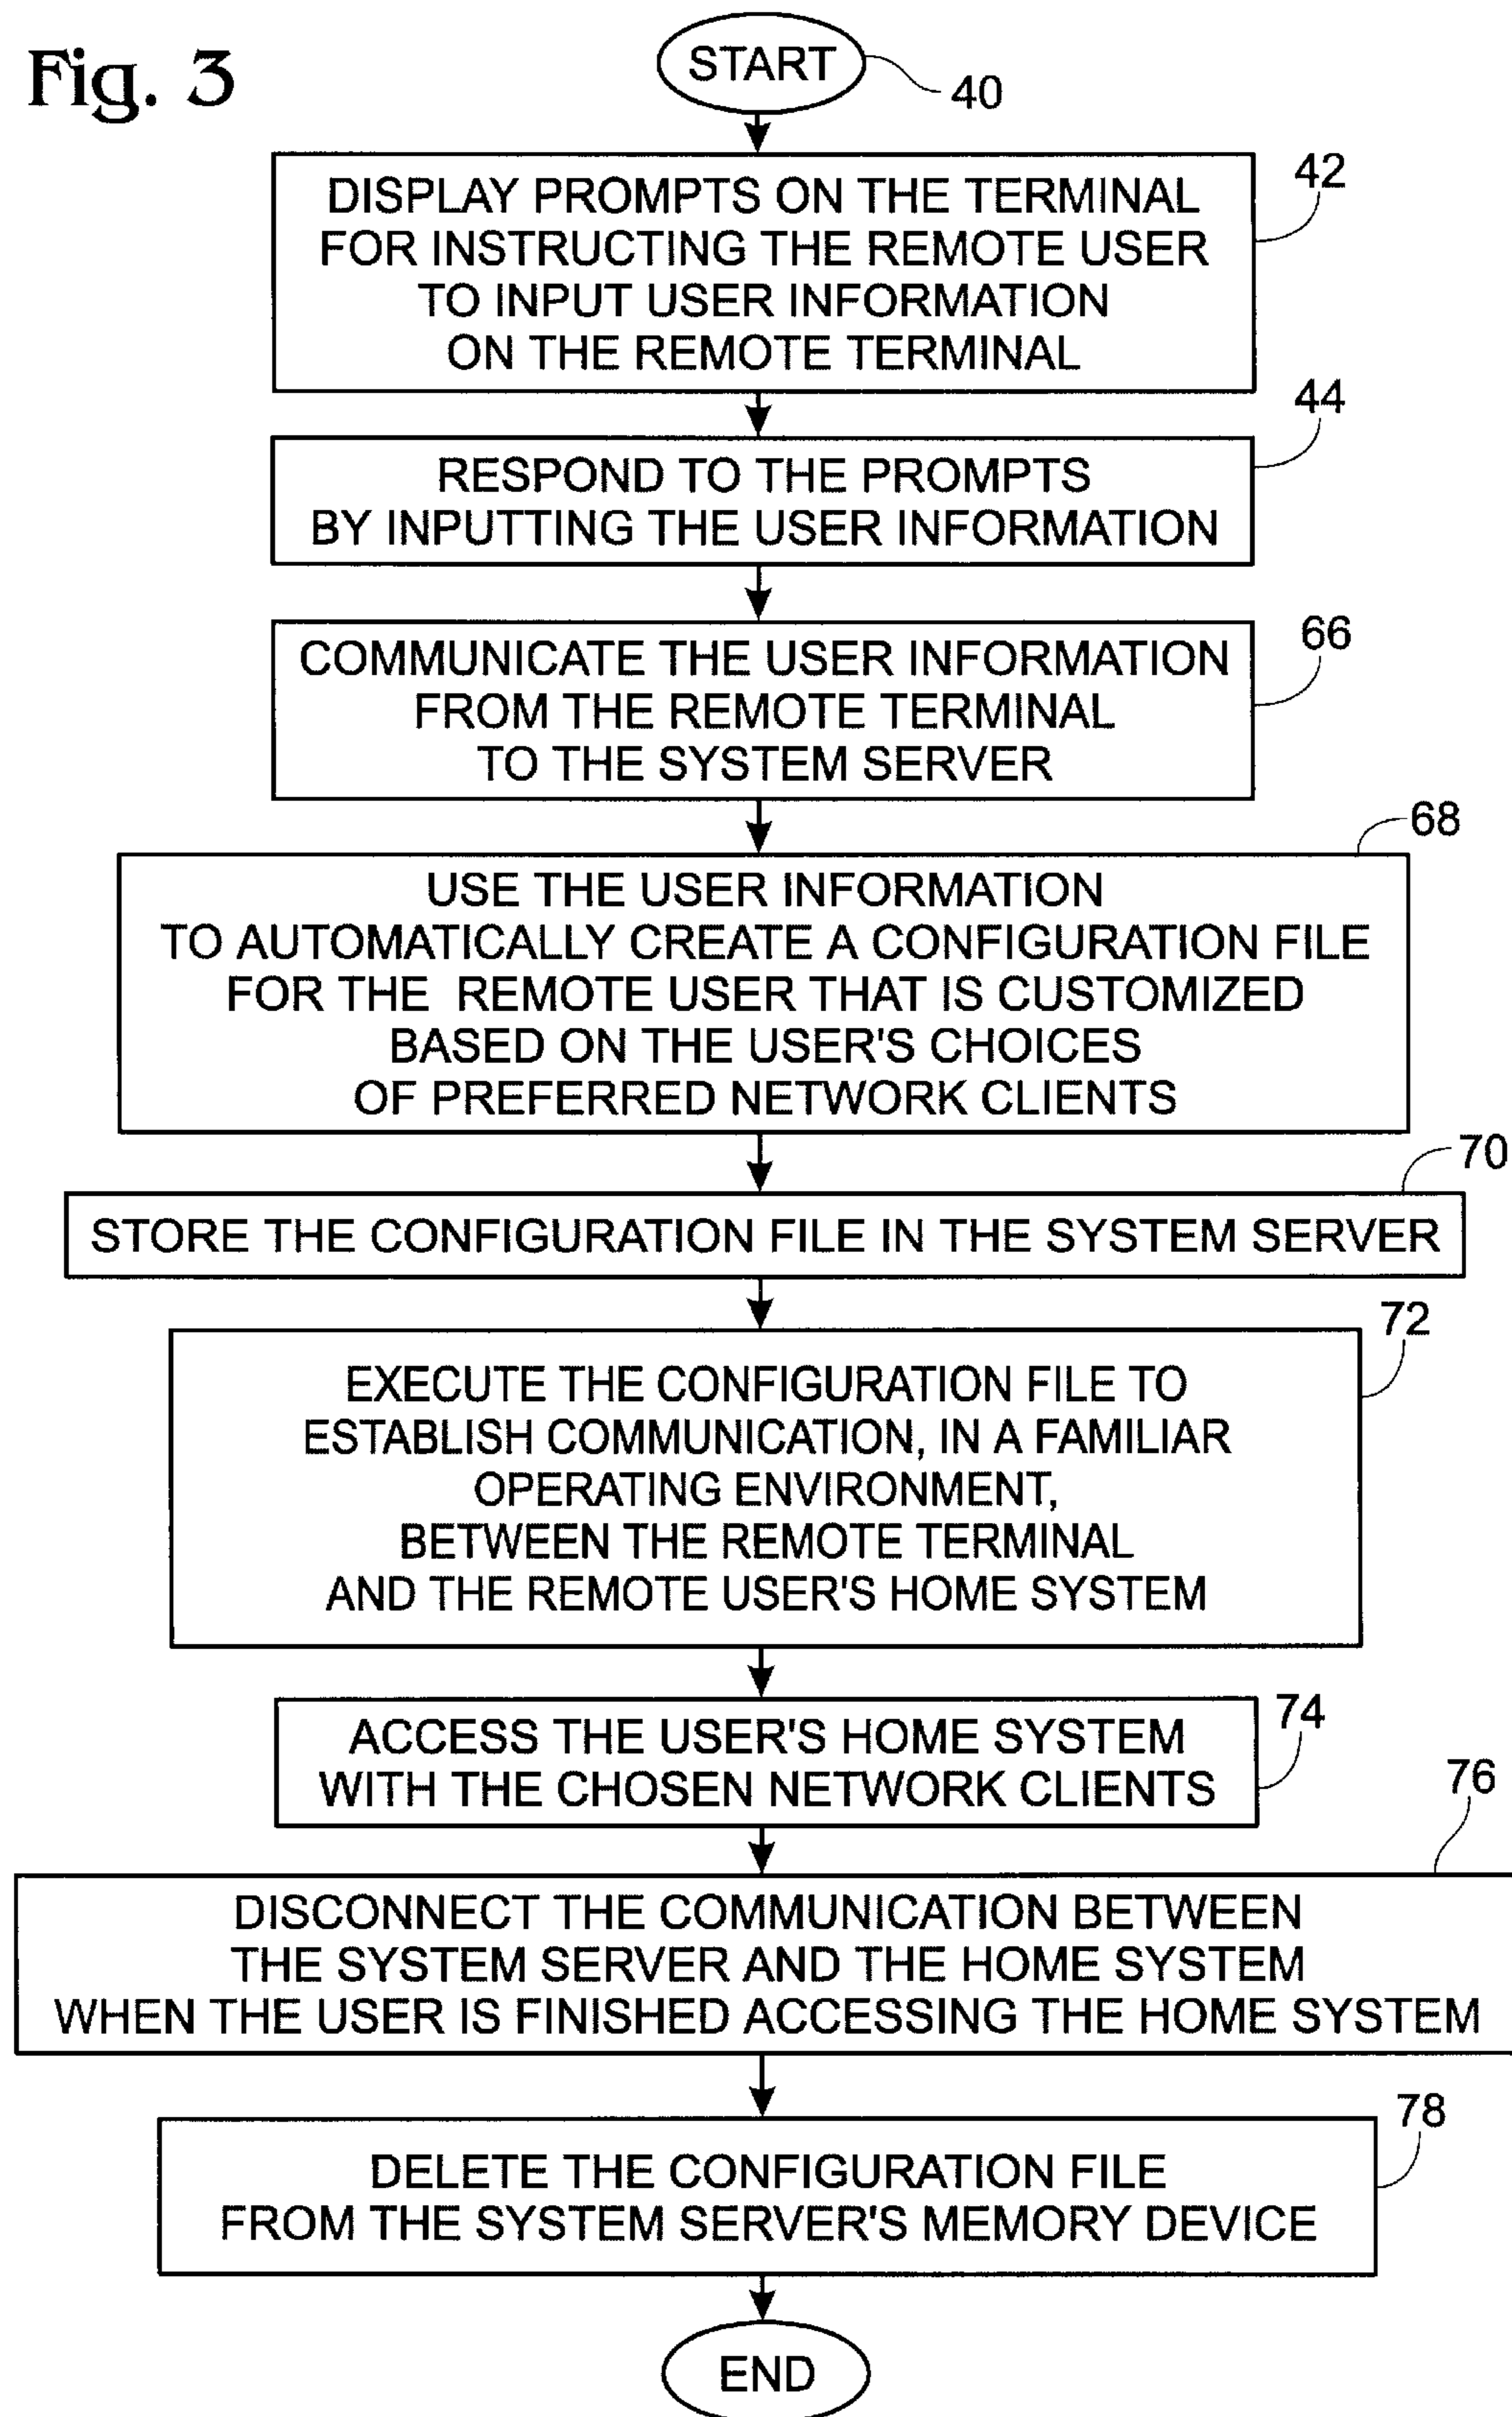 Fig. 3
START
40
42
DISPLAY PROMPTS ON THE TERMINAL
FOR INSTRUCTING THE REMOTE USER
TO INPUT USER INFORMATION
ON THE REMOTE TERMINAL
44
RESPOND TO THE PROMPTS
BY INPUTTING THE USER INFORMATION
66
COMMUNICATE THE USER INFORMATION
FROM THE REMOTE TERMINAL
TO THE SYSTEM SERVER
68
USE THE USER INFORMATION
TO AUTOMATICALLY CREATE A CONFIGURATION FILE
FOR THE REMOTE USER THAT IS CUSTOMIZED
BASED ON THE USER'S CHOICES
OF PREFERRED NETWORK CLIENTS
70
STORE THE CONFIGURATION FILE IN THE SYSTEM SERVER
72
EXECUTE THE CONFIGURATION FILE TO
ESTABLISH COMMUNICATION, IN A FAMILIAR
OPERATING ENVIRONMENT,
BETWEEN THE REMOTE TERMINAL
AND THE REMOTE USER'S HOME SYSTEM
74
ACCESS THE USER'S HOME SYSTEM
WITH THE CHOSEN NETWORK CLIENTS
76
DISCONNECT THE COMMUNICATION BETWEEN
THE SYSTEM SERVER AND THE HOME SYSTEM
WHEN THE USER IS FINISHED ACCESSING THE HOME SYSTEM
78
DELETE THE CONFIGURATION FILE
FROM THE SYSTEM SERVER'S MEMORY DEVICE
END